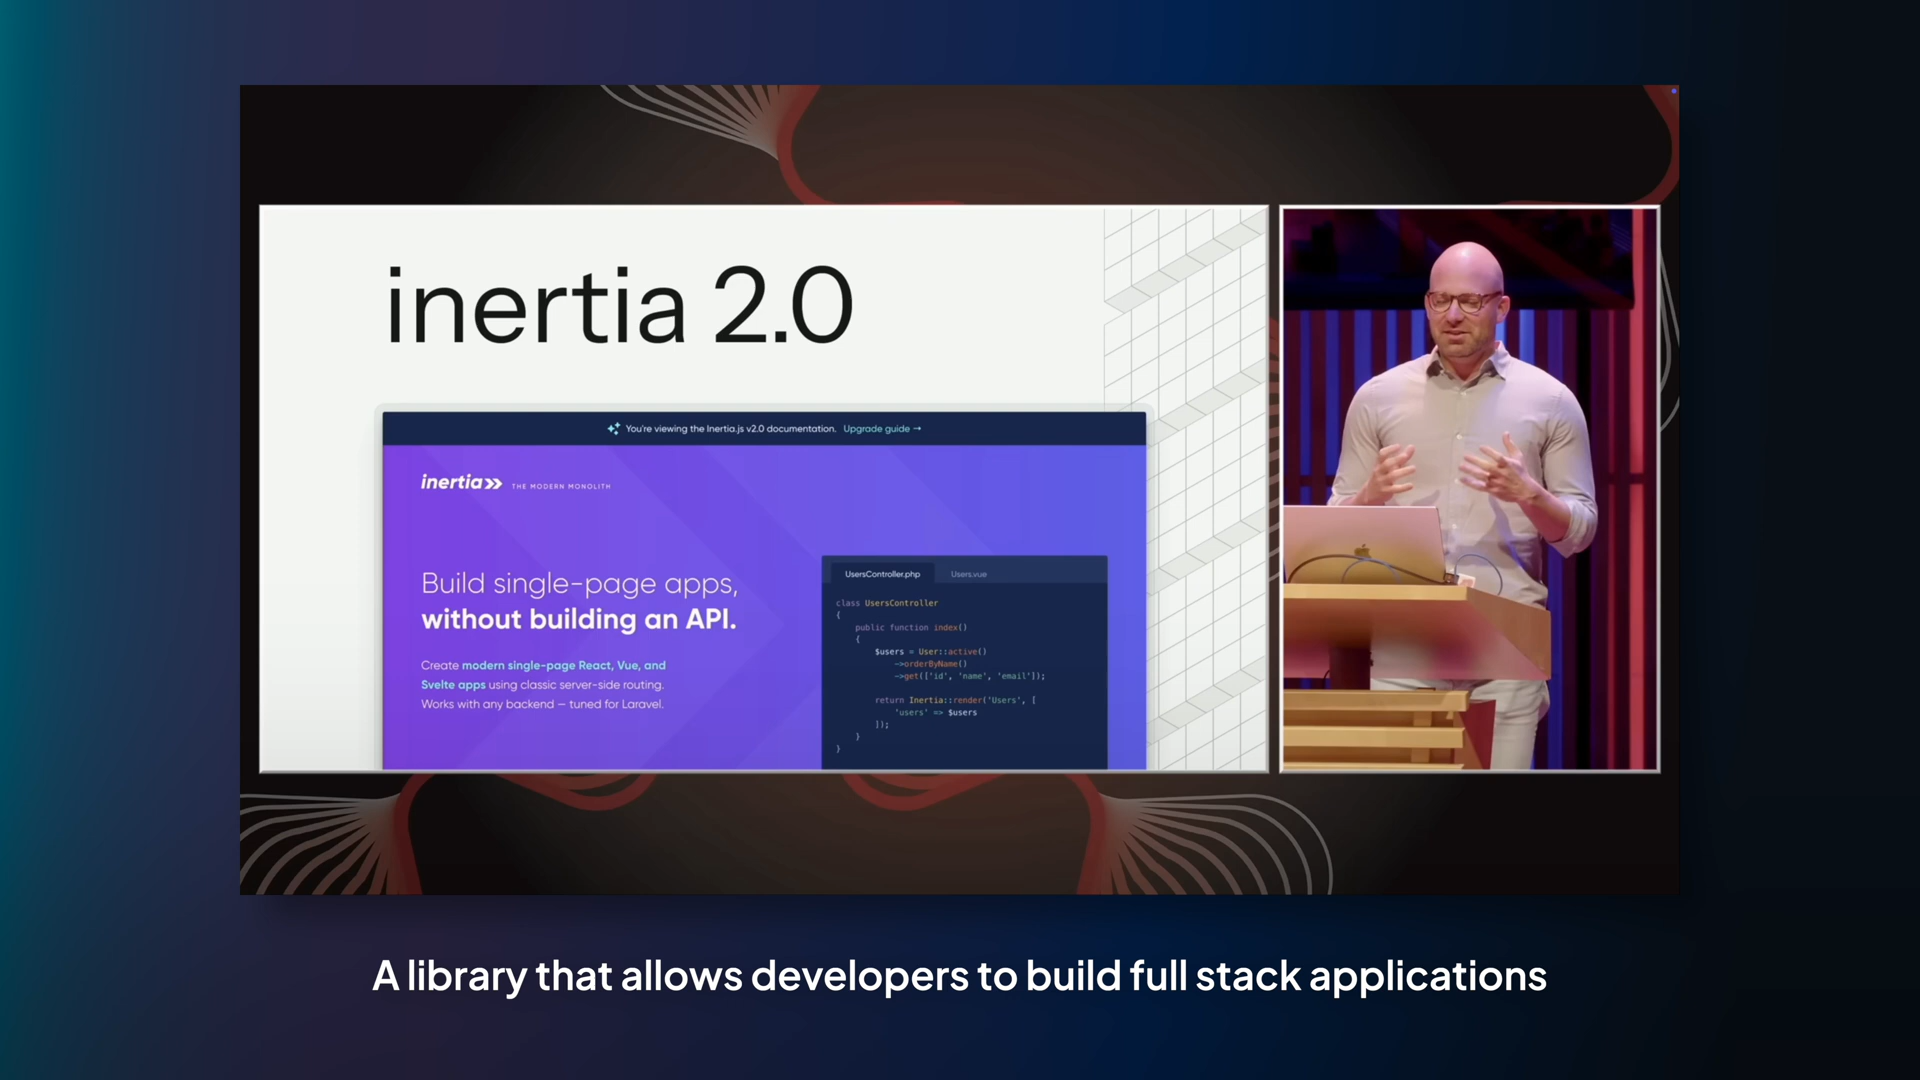 inertia 2.0
You're viewing the Inertia.js v2.0 documentation. Upgrade guide →
inertia THE MODERN MONOLITH
Build single-page apps,
without building an API.
Create modern single-page React, Vue, and
Svelte apps using classic server-side routing.
Works with any backend — tuned for Laravel.
UsersController.php Users.vue
class UsersController
{
public function index()
{
$users = User::active()
->orderByName()
->get(['id', 'name', 'email']);
return Inertia::render('Users', [
'users' => $users
]);
}
}
A library that allows developers to build full stack applications